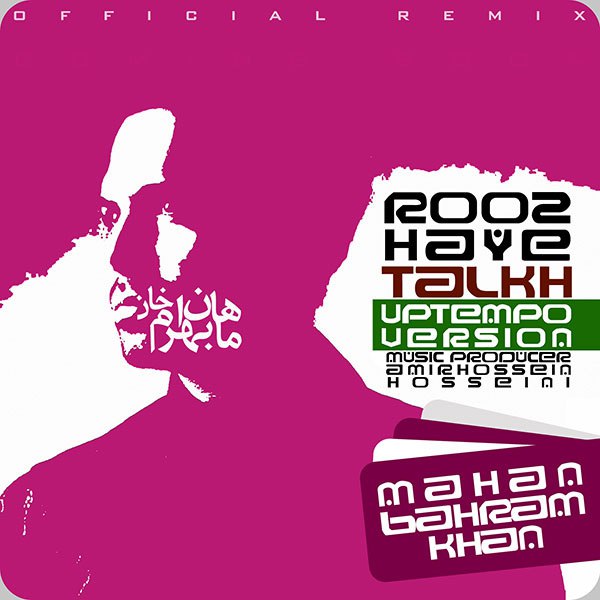 OFFICIAL REMIX
ROOZ
HAYE
TALKH
UPTEMPO
VERSION
MUSIC PRODUCER
AMIRHOSSEIN
HOSSEINI
ماهان بهرام خان
MAHAN
BAHRAM
KHAN